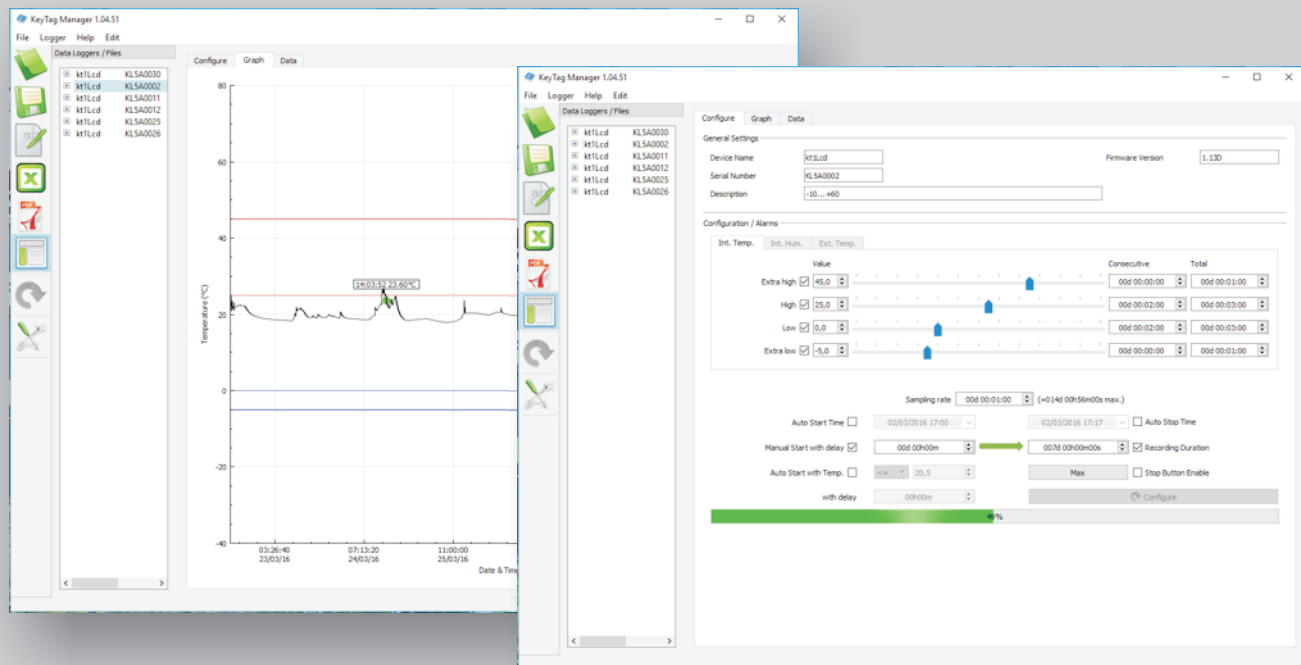 KeyTag Manager 1.04.51
File Logger Help Edit
Data Loggers / Files
kt1Lcd KL5A0030
kt1Lcd KL5A0002
kt1Lcd KL5A0011
kt1Lcd KL5A0012
kt1Lcd KL5A0025
kt1Lcd KL5A0026
PDF
Configure Graph Data
80
60
40
20
0
-20
-40
Temperature (°C)
14:03:52 23.60°C
03:26:40 07:13:20 11:00:00
23/03/16 24/03/16 25/03/16
Date & Time
KeyTag Manager 1.04.51
File Logger Help Edit
Data Loggers / Files
kt1Lcd KL5A0030
kt1Lcd KL5A0002
kt1Lcd KL5A0011
kt1Lcd KL5A0012
kt1Lcd KL5A0025
kt1Lcd KL5A0026
PDF
Configure Graph Data
General Settings
Device Name kt1Lcd Firmware Version 1.13D
Serial Number KL5A0002
Description -10...+60
Configuration / Alarms
Int. Temp. Int. Hum. Ext. Temp.
Value Consecutive Total
Extra high 45,0 00d 00:00:00 00d 00:01:00
High 25,0 00d 00:02:00 00d 00:03:00
Low 0,0 00d 00:02:00 00d 00:03:00
Extra low -5,0 00d 00:00:00 00d 00:01:00
Sampling rate 00d 00:01:00 (=014d 00h56m00s max.)
Auto Start Time 02/03/2016 17:00 02/03/2016 17:17 Auto Stop Time
Manual Start with delay 00d 00h00m 007d 00h00m00s Recording Duration
Auto Start with Temp. <= 20,5 Max Stop Button Enable
with delay 00h00m Configure
49%